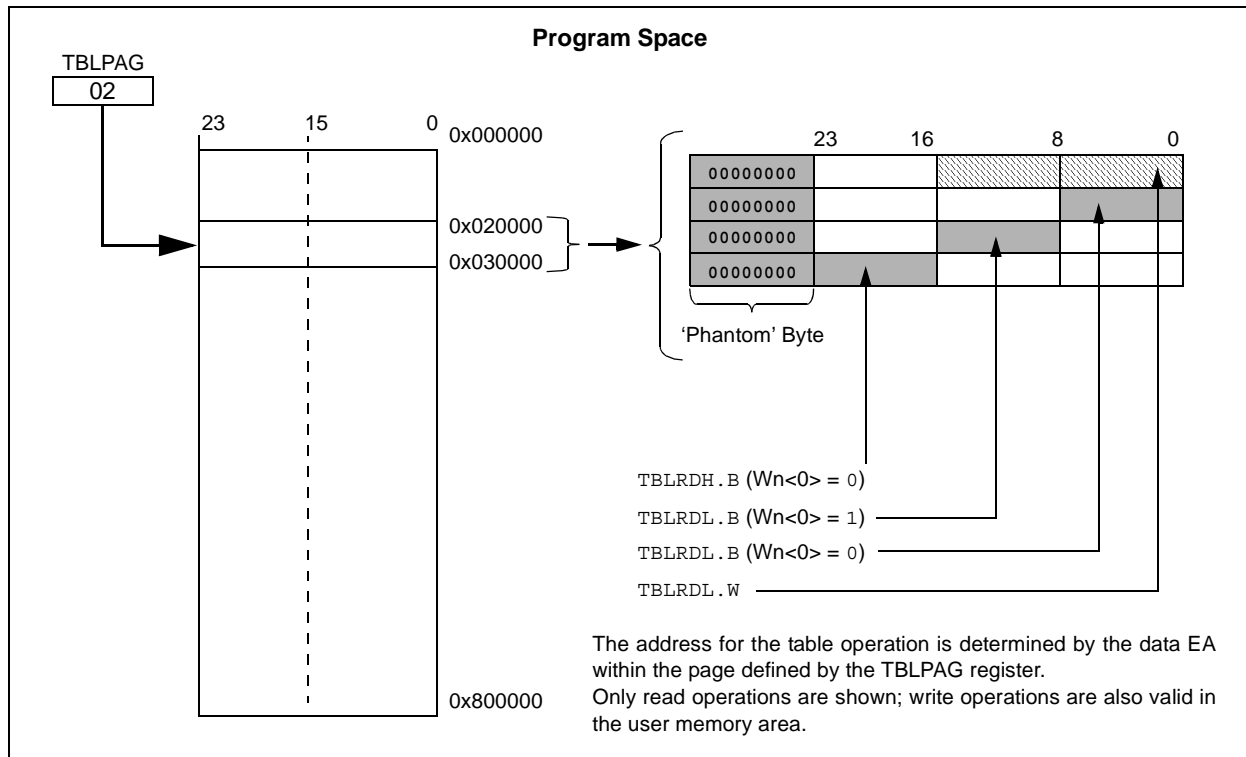 Program Space
TBLPAG
02
23 15 0
0x000000
0x020000
0x030000
0x800000
23 16 8 0
00000000
00000000
00000000
00000000
‘Phantom’ Byte
TBLRDH.B (Wn<0> = 0)
TBLRDL.B (Wn<0> = 1)
TBLRDL.B (Wn<0> = 0)
TBLRDL.W
The address for the table operation is determined by the data EA
within the page defined by the TBLPAG register.
Only read operations are shown; write operations are also valid in
the user memory area.